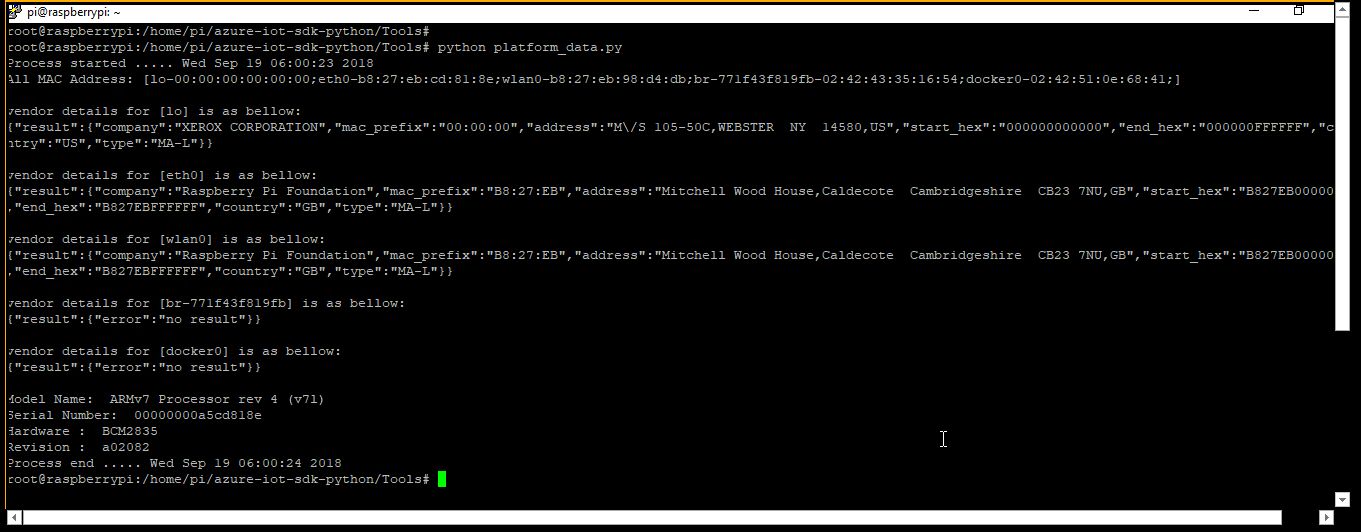 pi@raspberrypi: ~
root@raspberrypi:/home/pi/azure-iot-sdk-python/Tools#
root@raspberrypi:/home/pi/azure-iot-sdk-python/Tools# python platform_data.py
Process started ..... Wed Sep 19 06:00:23 2018
All MAC Address: [lo-00:00:00:00:00:00;eth0-b8:27:eb:cd:81:8e;wlan0-b8:27:eb:98:d4:db;br-771f43f819fb-02:42:43:35:16:54;docker0-02:42:51:0e:68:41;]
vendor details for [lo] is as bellow:
{"result":{"company":"XEROX CORPORATION","mac_prefix":"00:00:00","address":"M\/S 105-50C,WEBSTER  NY  14580,US","start_hex":"000000000000","end_hex":"000000FFFFFF","c
ntry":"US","type":"MA-L"}}
vendor details for [eth0] is as bellow:
{"result":{"company":"Raspberry Pi Foundation","mac_prefix":"B8:27:EB","address":"Mitchell Wood House,Caldecote  Cambridgeshire  CB23 7NU,GB","start_hex":"B827EB00000
,"end_hex":"B827EBFFFFFF","country":"GB","type":"MA-L"}}
vendor details for [wlan0] is as bellow:
{"result":{"company":"Raspberry Pi Foundation","mac_prefix":"B8:27:EB","address":"Mitchell Wood House,Caldecote  Cambridgeshire  CB23 7NU,GB","start_hex":"B827EB00000
,"end_hex":"B827EBFFFFFF","country":"GB","type":"MA-L"}}
vendor details for [br-771f43f819fb] is as bellow:
{"result":{"error":"no result"}}
vendor details for [docker0] is as bellow:
{"result":{"error":"no result"}}
Model Name:  ARMv7 Processor rev 4 (v7l)
Serial Number:  00000000a5cd818e
Hardware :  BCM2835
Revision :  a02082
Process end ..... Wed Sep 19 06:00:24 2018
root@raspberrypi:/home/pi/azure-iot-sdk-python/Tools#